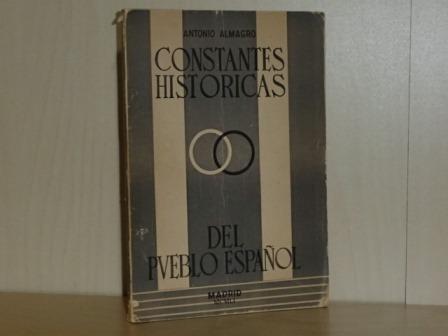 ANTONIO ALMAGRO
CONSTANTES
HISTORICAS
DEL
PVEBLO ESPAÑOL
MADRID